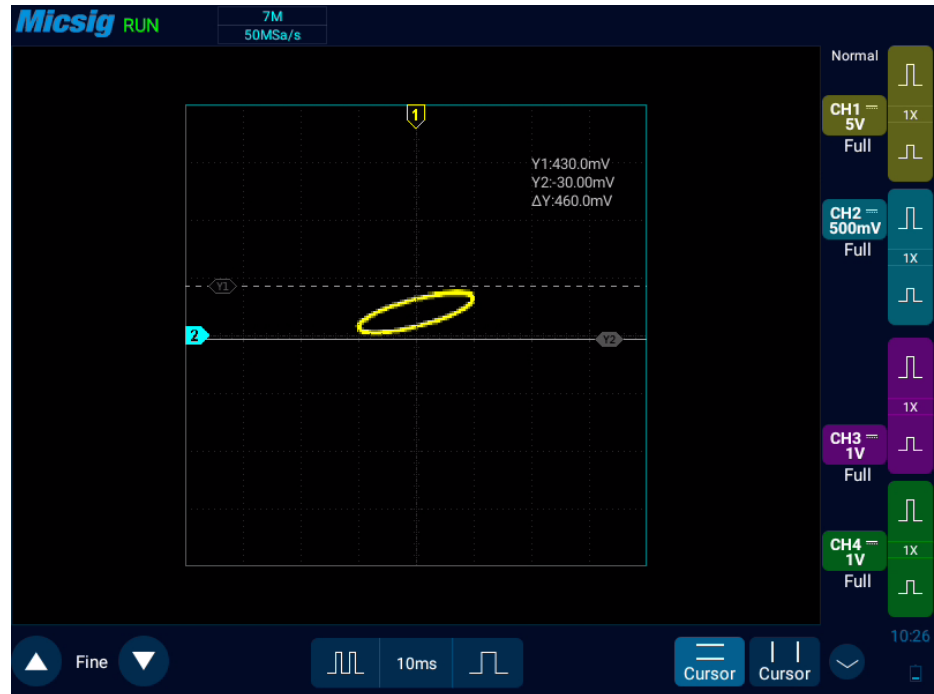 Micsig RUN
7M
50MSa/s
Normal
CH1
5V
Full
1X
1
Y1:430.0mV
Y2:-30.00mV
ΔY:460.0mV
CH2
500mV
Full
1X
Y1
2
Y2
1X
CH3
1V
Full
CH4
1V
Full
1X
10:26
Fine
10ms
Cursor
Cursor